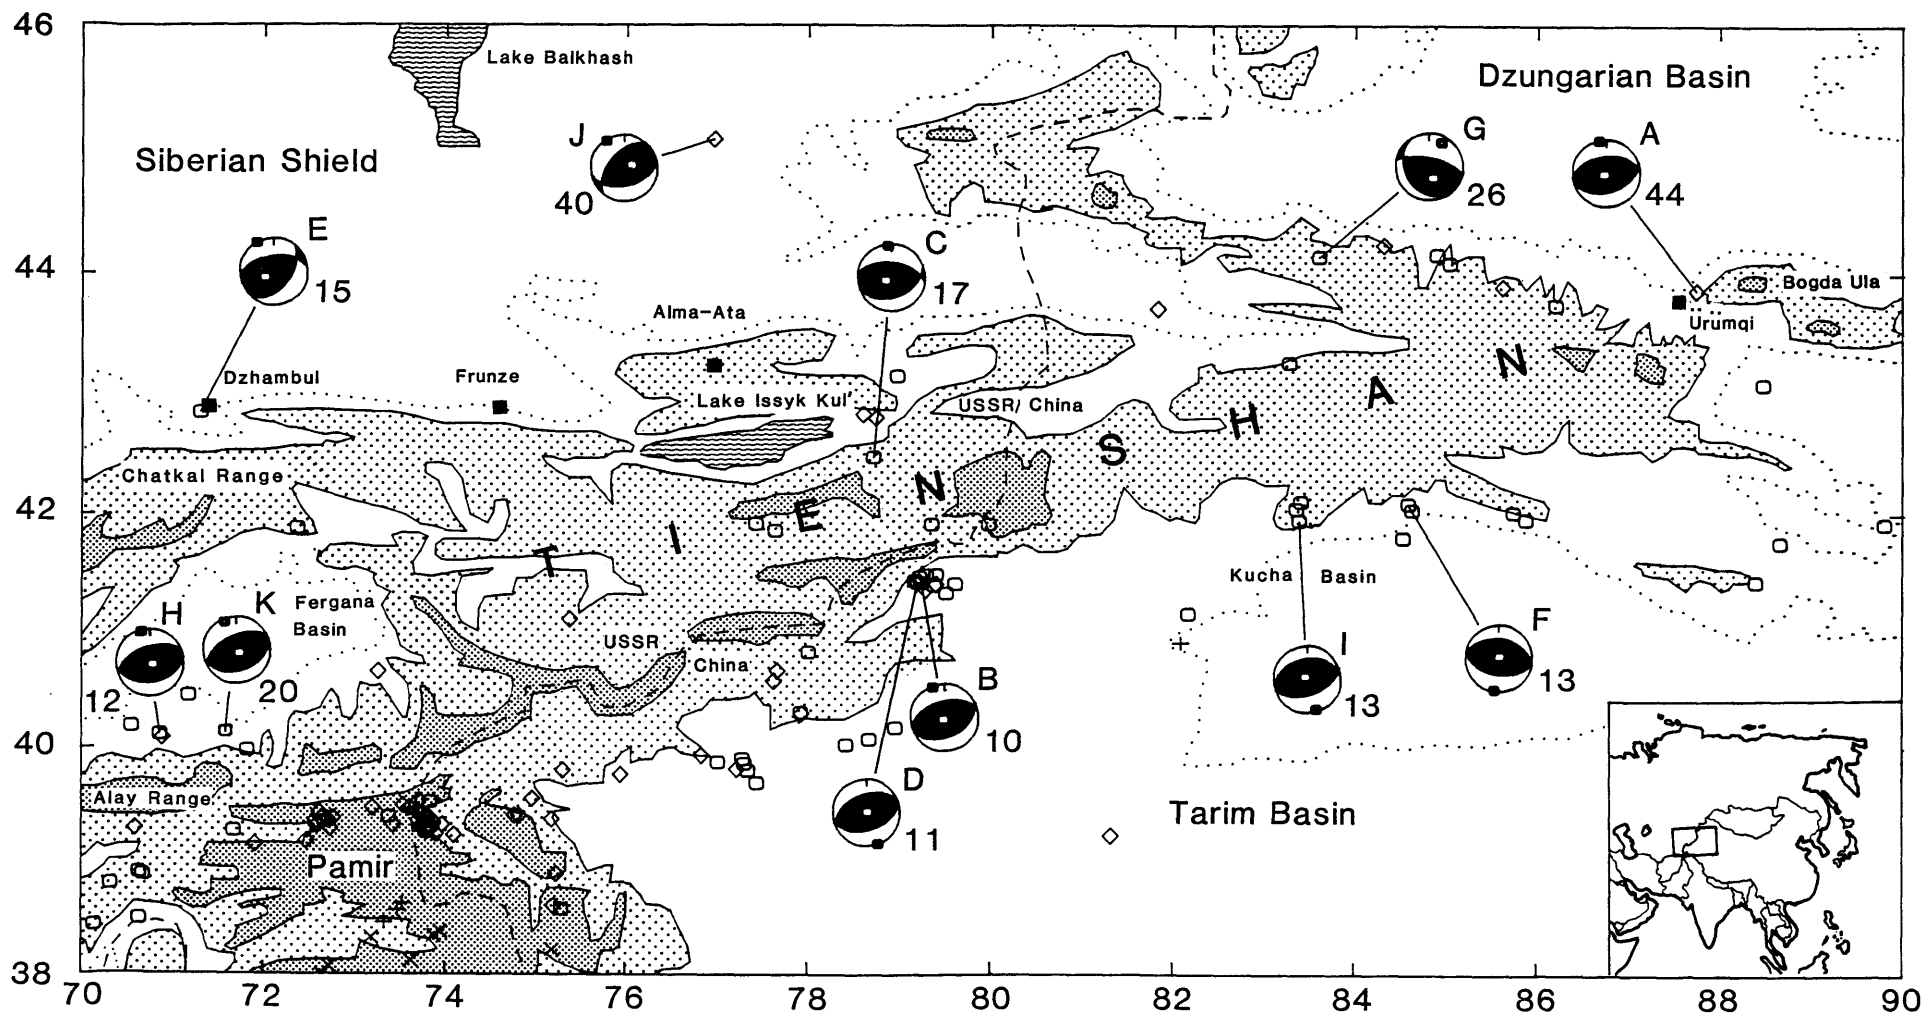 46
Lake Balkhash
Dzungarian Basin
Siberian Shield
J
40
G
26
A
44
E
15
C
17
44
Bogda Ula
Alma-Ata
Urumqi
Dzhambul
Frunze
Lake Issyk Kul'
USSR/ China
T I E N S H A N
Chatkal Range
42
Kucha Basin
Fergana
Basin
H
12
K
20
USSR
China
I
13
F
13
B
10
40
D
11
Alay Range
Tarim Basin
Pamir
38
70 72 74 76 78 80 82 84 86 88 90